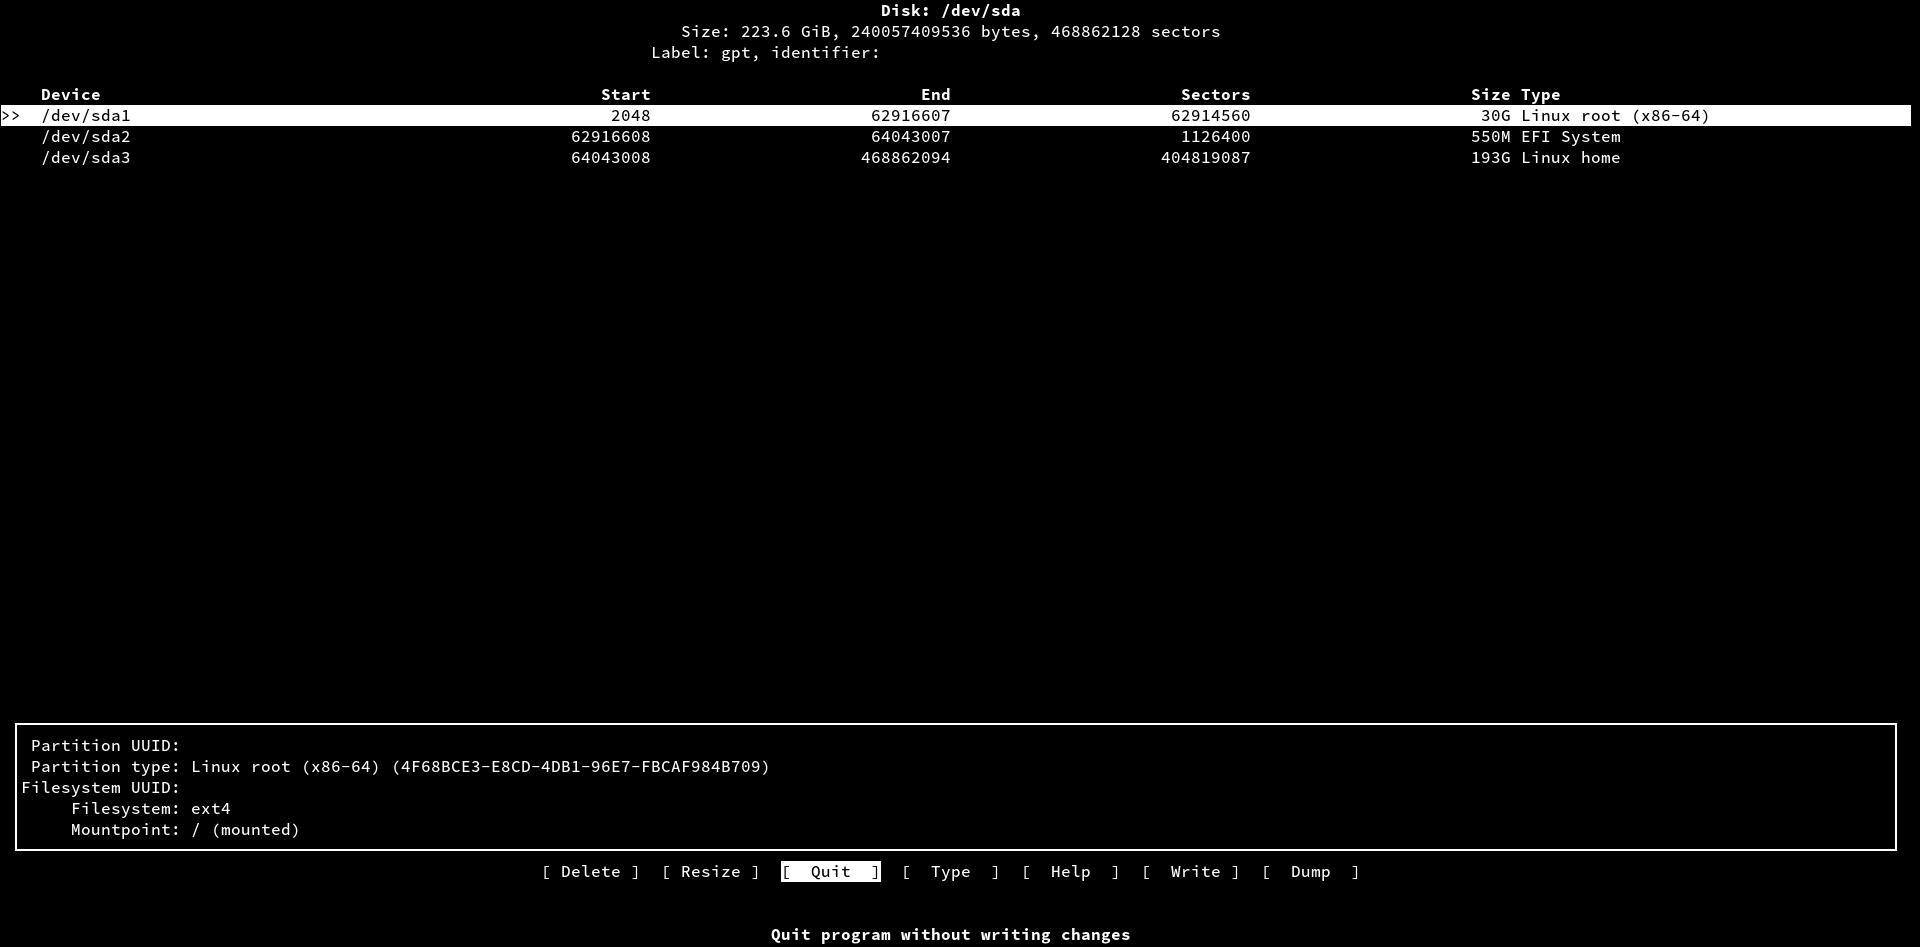 Disk: /dev/sda
Size: 223.6 GiB, 240057409536 bytes, 468862128 sectors
Label: gpt, identifier:
Device Start End Sectors Size Type
>> /dev/sda1 2048 62916607 62914560 30G Linux root (x86-64)
/dev/sda2 62916608 64043007 1126400 550M EFI System
/dev/sda3 64043008 468862094 404819087 193G Linux home
Partition UUID:
Partition type: Linux root (x86-64) (4F68BCE3-E8CD-4DB1-96E7-FBCAF984B709)
Filesystem UUID:
Filesystem: ext4
Mountpoint: / (mounted)
[ Delete ] [ Resize ] [ Quit ] [ Type ] [ Help ] [ Write ] [ Dump ]
Quit program without writing changes